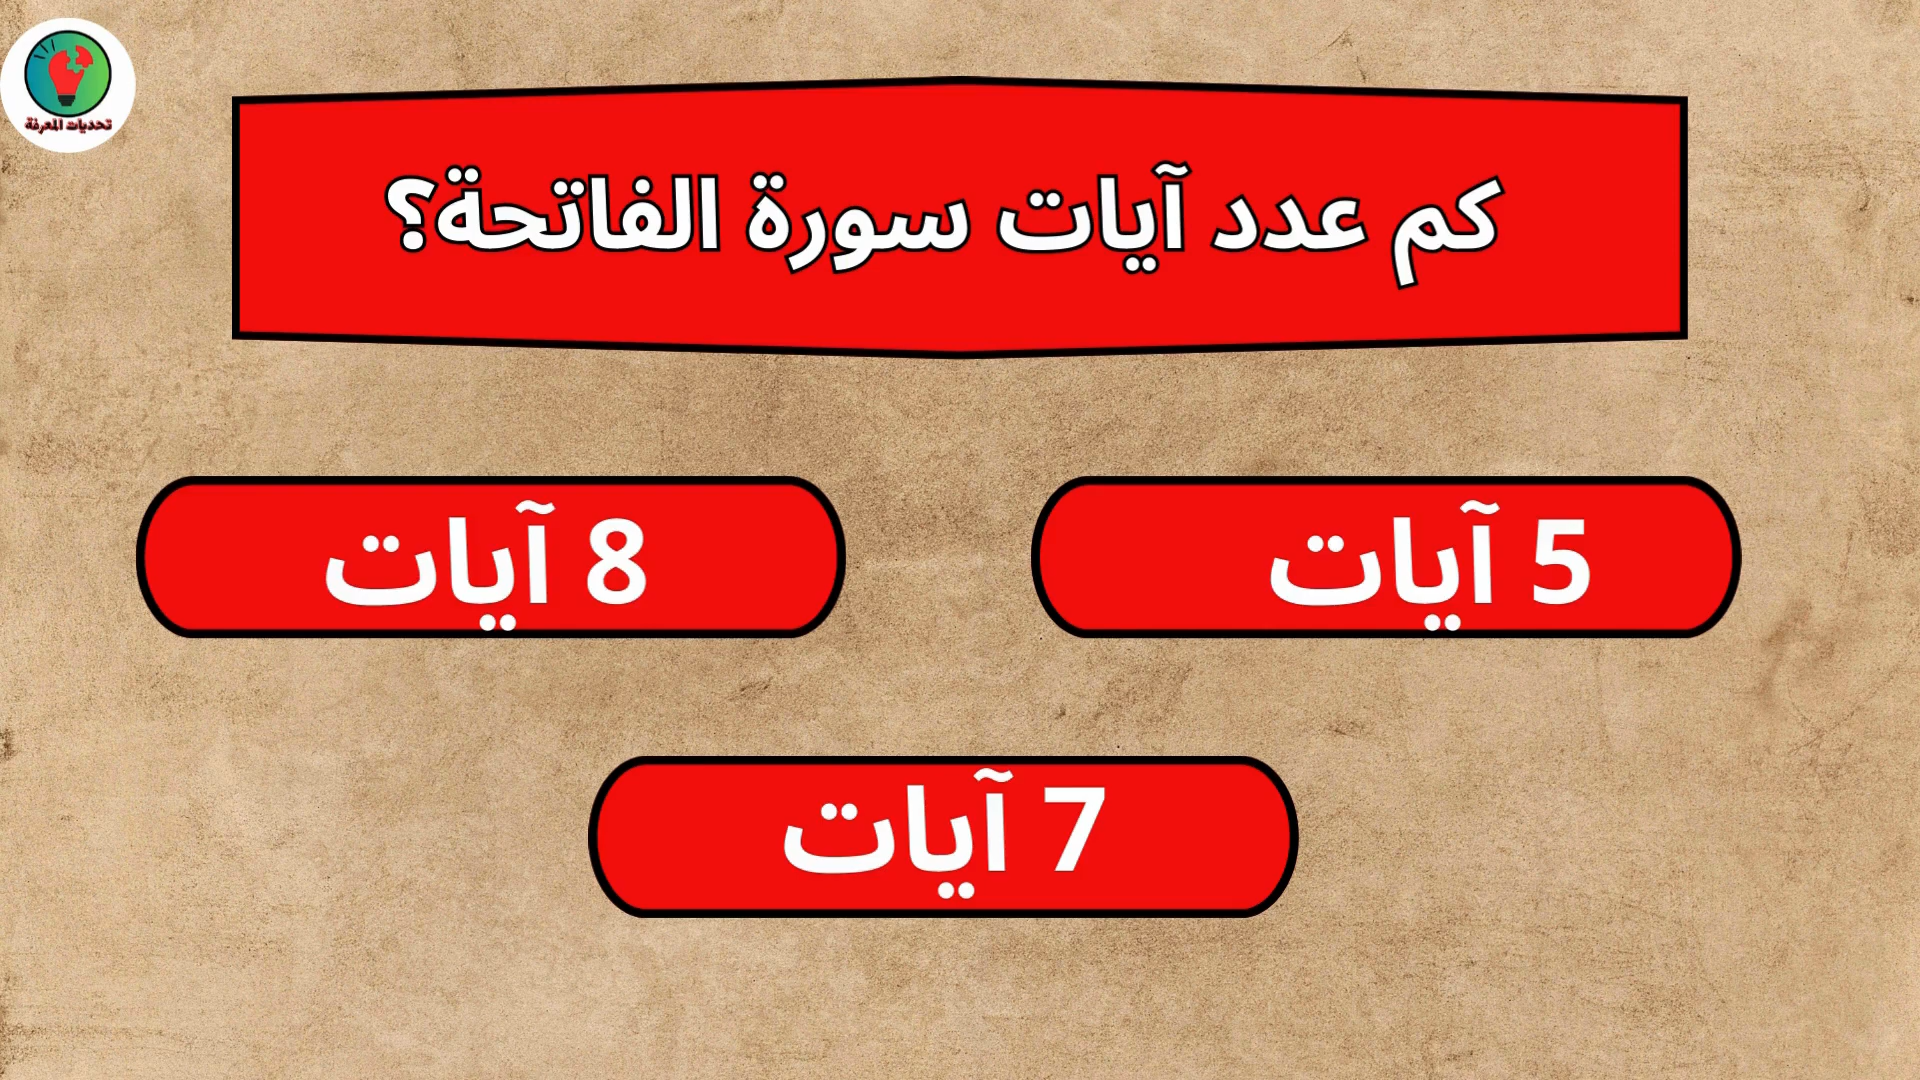 تحديات المعرفة
كم عدد آيات سورة الفاتحة؟
5 آيات
8 آيات
7 آيات